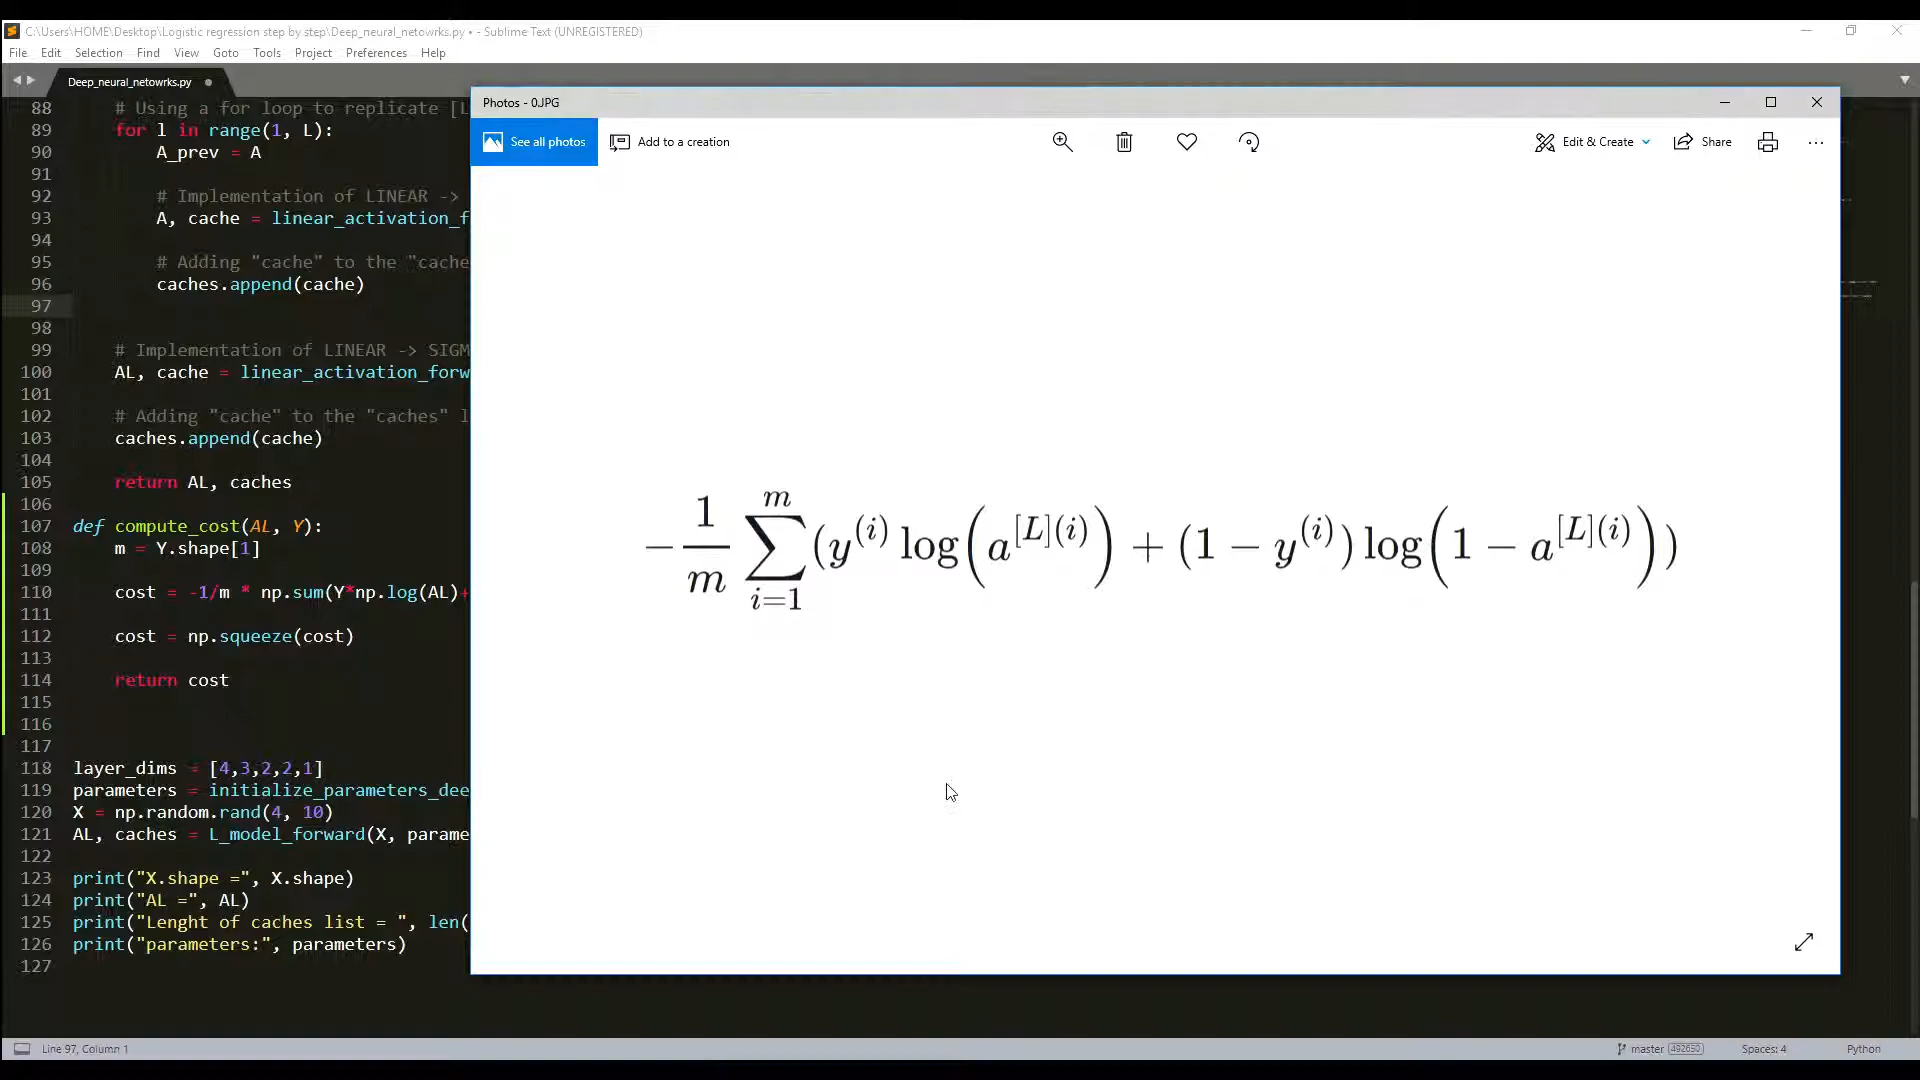 C:\Users\HOME\Desktop\Logistic regression step by step\Deep_neural_netowrks.py • - Sublime Text (UNREGISTERED)
File Edit Selection Find View Goto Tools Project Preferences Help
Deep_neural_netowrks.py
88 # Using a for loop to replicate [L
89 for l in range(1, L):
90 A_prev = A
91
92 # Implementation of LINEAR ->
93 A, cache = linear_activation_f
94
95 # Adding "cache" to the "cache
96 caches.append(cache)
97
98
99 # Implementation of LINEAR -> SIGM
100 AL, cache = linear_activation_forw
101
102 # Adding "cache" to the "caches" l
103 caches.append(cache)
104
105 return AL, caches
106
107 def compute_cost(AL, Y):
108 m = Y.shape[1]
109
110 cost = -1/m * np.sum(Y*np.log(AL)+
111
112 cost = np.squeeze(cost)
113
114 return cost
115
116
117
118 layer_dims = [4,3,2,2,1]
119 parameters = initialize_parameters_dee
120 X = np.random.rand(4, 10)
121 AL, caches = L_model_forward(X, parame
122
123 print("X.shape =", X.shape)
124 print("AL =", AL)
125 print("Lenght of caches list = ", len(
126 print("parameters:", parameters)
127
Photos - 0.JPG
See all photos Add to a creation Edit & Create Share
− 1/m ∑_{i=1}^{m} (y^{(i)} log(a^{[L](i)}) + (1 − y^{(i)}) log(1 − a^{[L](i)}))
Line 97, Column 1 master 492650 Spaces: 4 Python